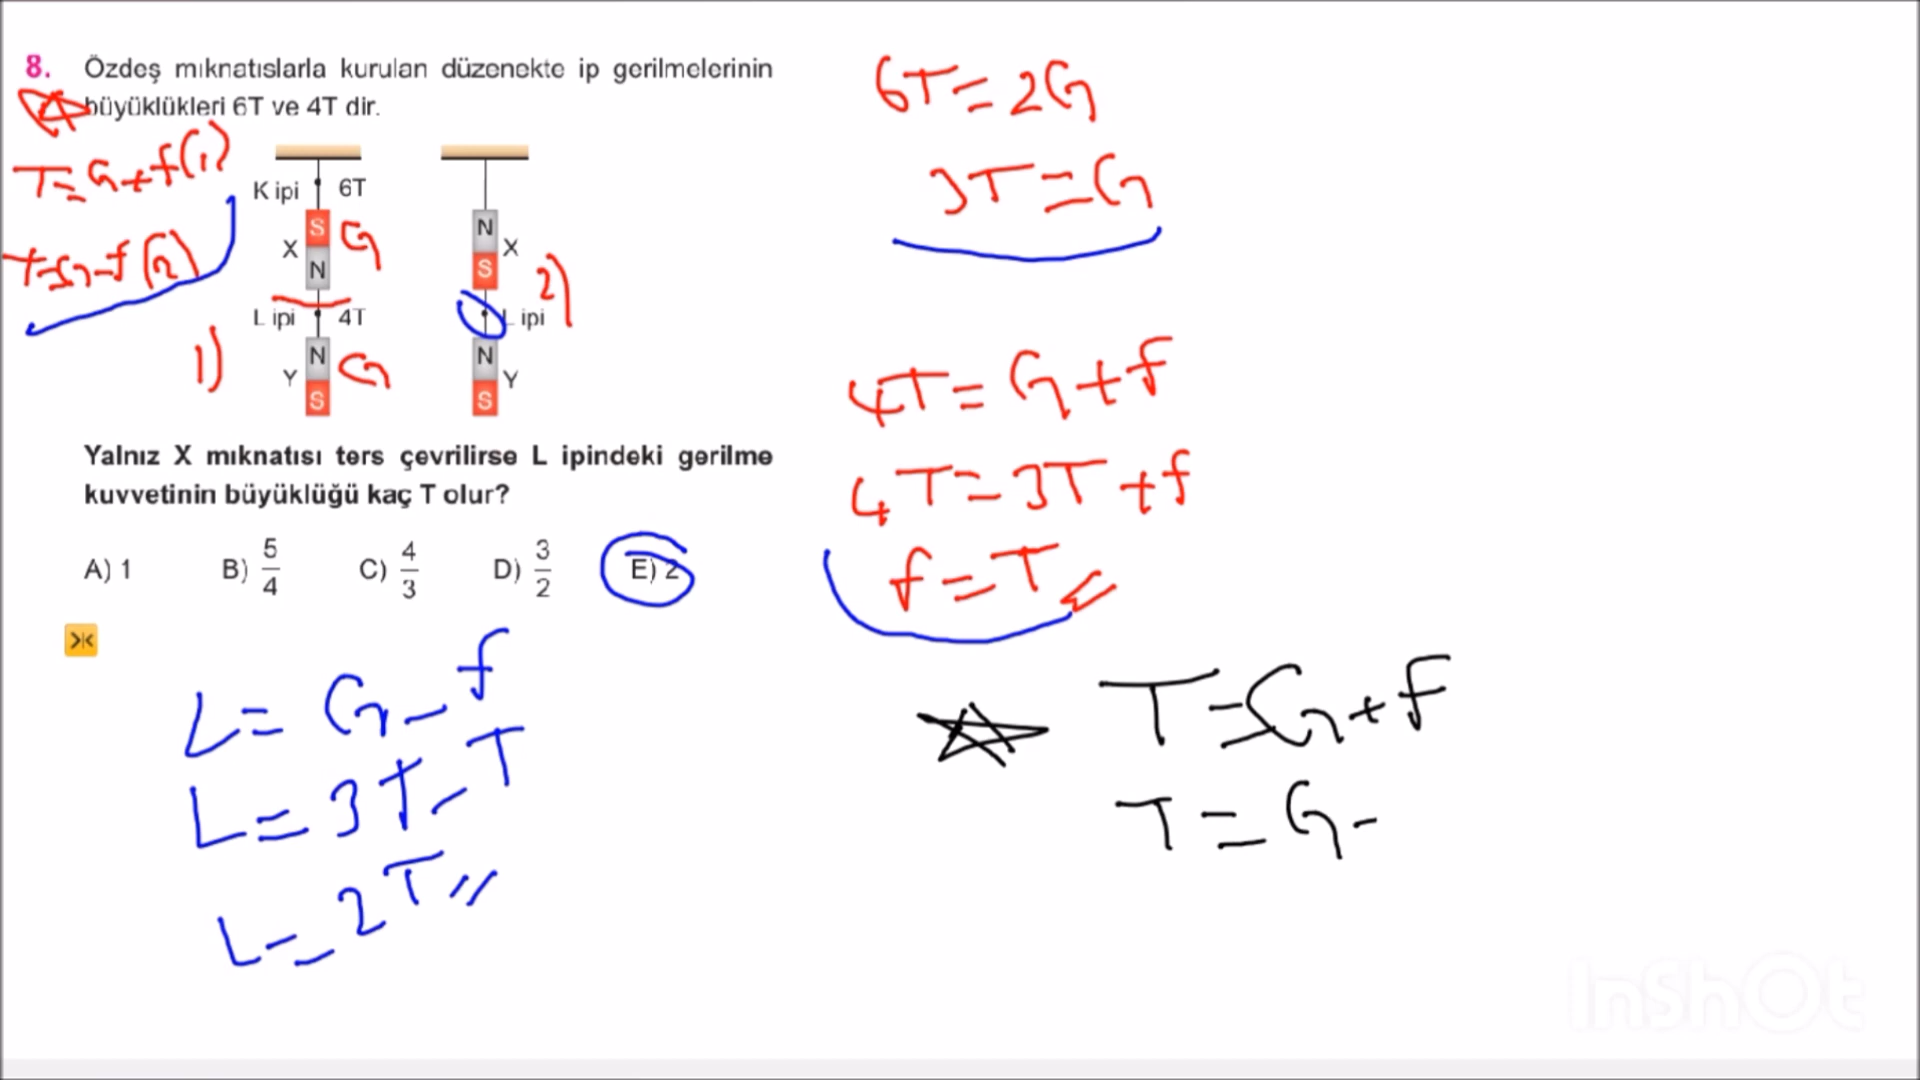 8. Özdeş mıknatıslarla kurulan düzenekte ip gerilmelerinin
büyüklükleri 6T ve 4T dir.
T=G+f(1)
T=G-f(2)
K ipi 6T
S G
X
N
L ipi 4T
1)
N G
Y
S
N
X
S
2)
L ipi
N
Y
S
Yalnız X mıknatısı ters çevrilirse L ipindeki gerilme
kuvvetinin büyüklüğü kaç T olur?
A) 1 B) 5/4 C) 4/3 D) 3/2 E) 2
L= G-f
L= 3T-T
L= 2T
6T=2G
3T=G
4T=G+f
4T=3T+f
f=T
T=G+f
T=G-
InShOt